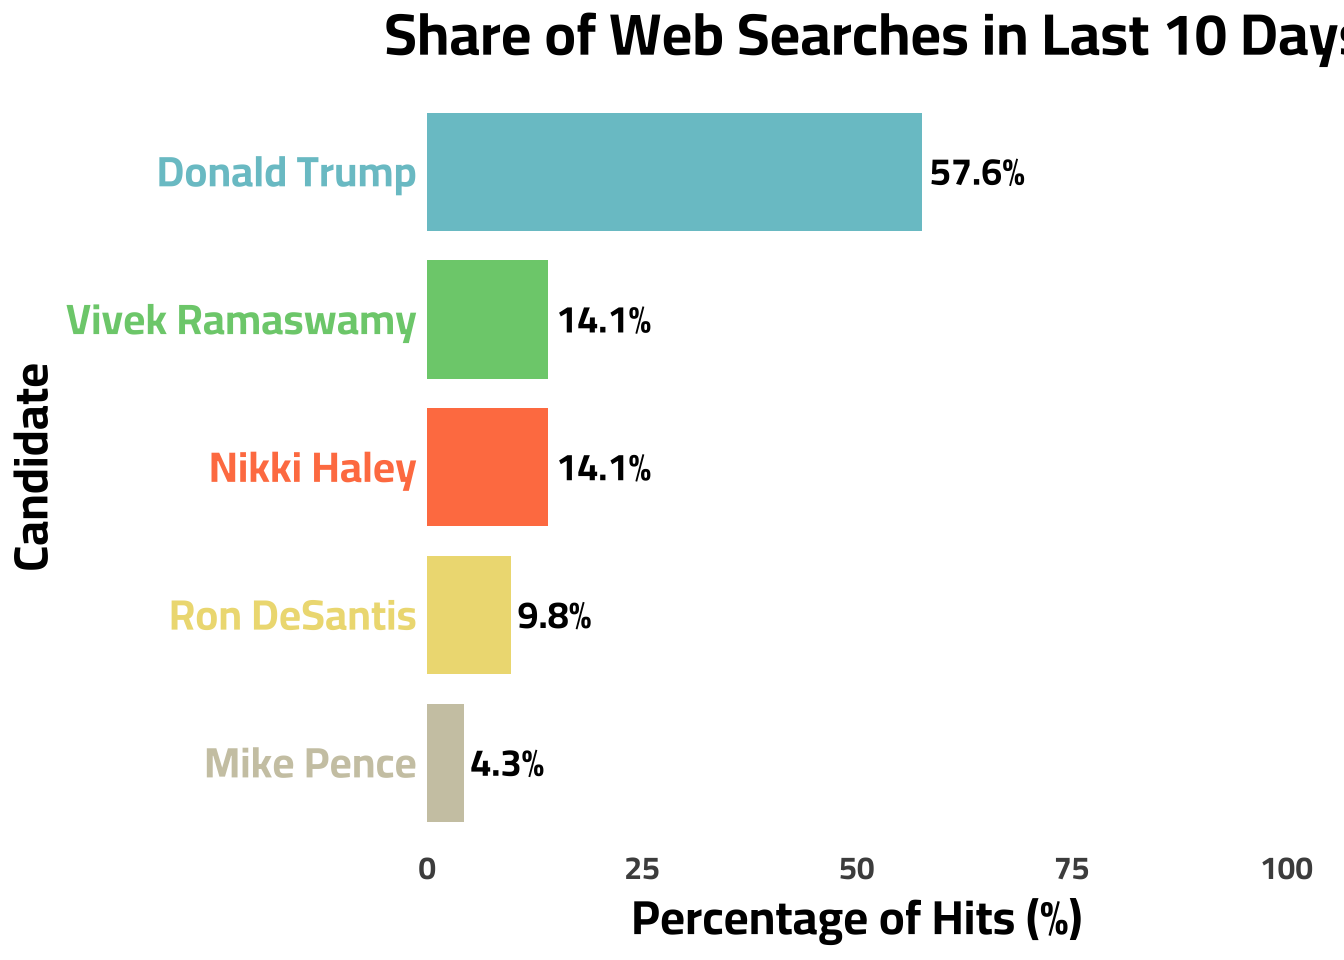 Share of Web Searches in Last 10 Days
Donald Trump 57.6%
Vivek Ramaswamy 14.1%
Nikki Haley 14.1%
Ron DeSantis 9.8%
Mike Pence 4.3%
Candidate
0 25 50 75 100
Percentage of Hits (%)